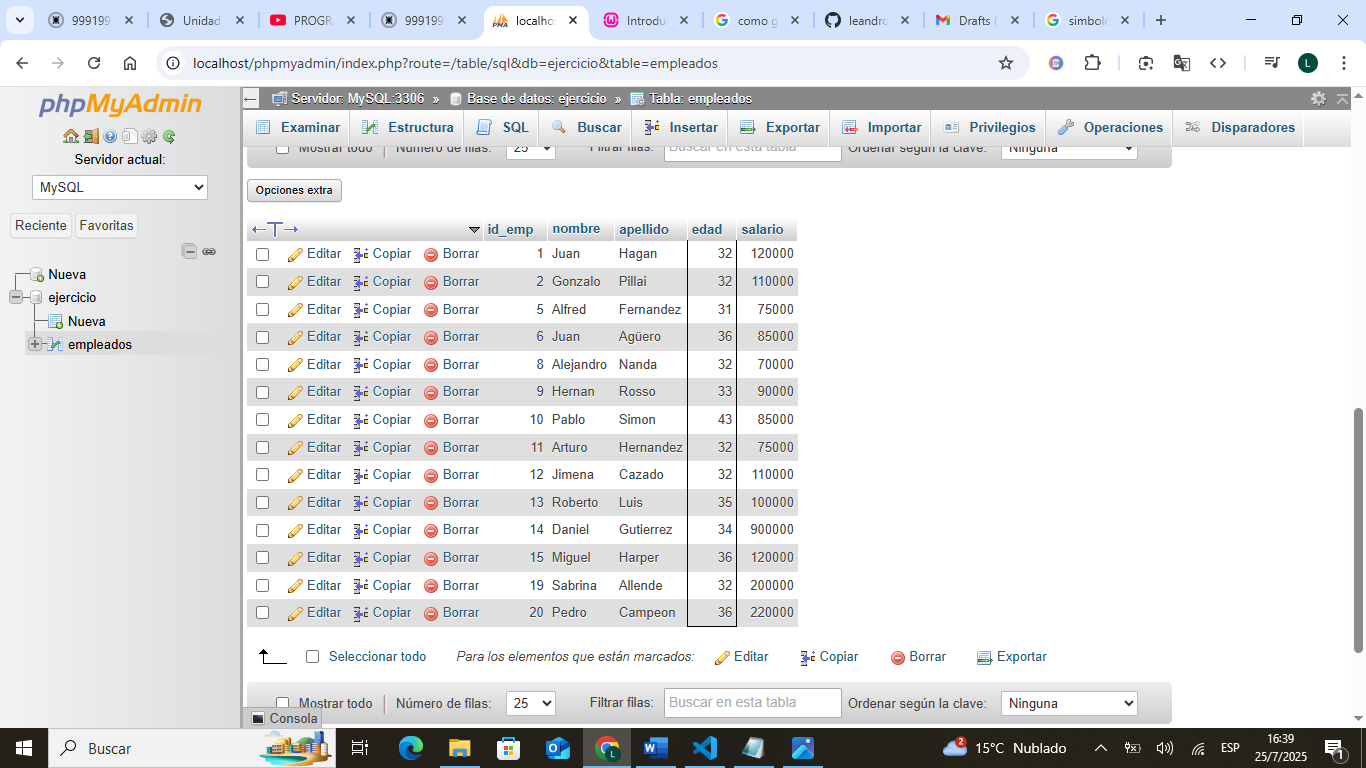 999199
Unidad
PROGR.
999199
localho
Introdu
como g
leandro
Drafts (
simbolo
localhost/phpmyadmin/index.php?route=/table/sql&db=ejercicio&table=empleados
L
phpMyAdmin
Servidor actual:
MySQL
Reciente Favoritas
Nueva
ejercicio
Nueva
empleados
Servidor: MySQL:3306 » Base de datos: ejercicio » Tabla: empleados
Examinar Estructura SQL Buscar Insertar Exportar Importar Privilegios Operaciones Disparadores
Mostrar todo Número de filas: 25 Filtrar filas: Buscar en esta tabla Ordenar según la clave: Ninguna
Opciones extra
←T→ id_emp nombre apellido edad salario
Editar Copiar Borrar 1 Juan Hagan 32 120000
Editar Copiar Borrar 2 Gonzalo Pillai 32 110000
Editar Copiar Borrar 5 Alfred Fernandez 31 75000
Editar Copiar Borrar 6 Juan Agüero 36 85000
Editar Copiar Borrar 8 Alejandro Nanda 32 70000
Editar Copiar Borrar 9 Hernan Rosso 33 90000
Editar Copiar Borrar 10 Pablo Simon 43 85000
Editar Copiar Borrar 11 Arturo Hernandez 32 75000
Editar Copiar Borrar 12 Jimena Cazado 32 110000
Editar Copiar Borrar 13 Roberto Luis 35 100000
Editar Copiar Borrar 14 Daniel Gutierrez 34 900000
Editar Copiar Borrar 15 Miguel Harper 36 120000
Editar Copiar Borrar 19 Sabrina Allende 32 200000
Editar Copiar Borrar 20 Pedro Campeon 36 220000
Seleccionar todo Para los elementos que están marcados: Editar Copiar Borrar Exportar
Mostrar todo Número de filas: 25 Filtrar filas: Buscar en esta tabla Ordenar según la clave: Ninguna
Consola
Buscar
2
15°C Nublado
ESP
16:39
25/7/2025
1